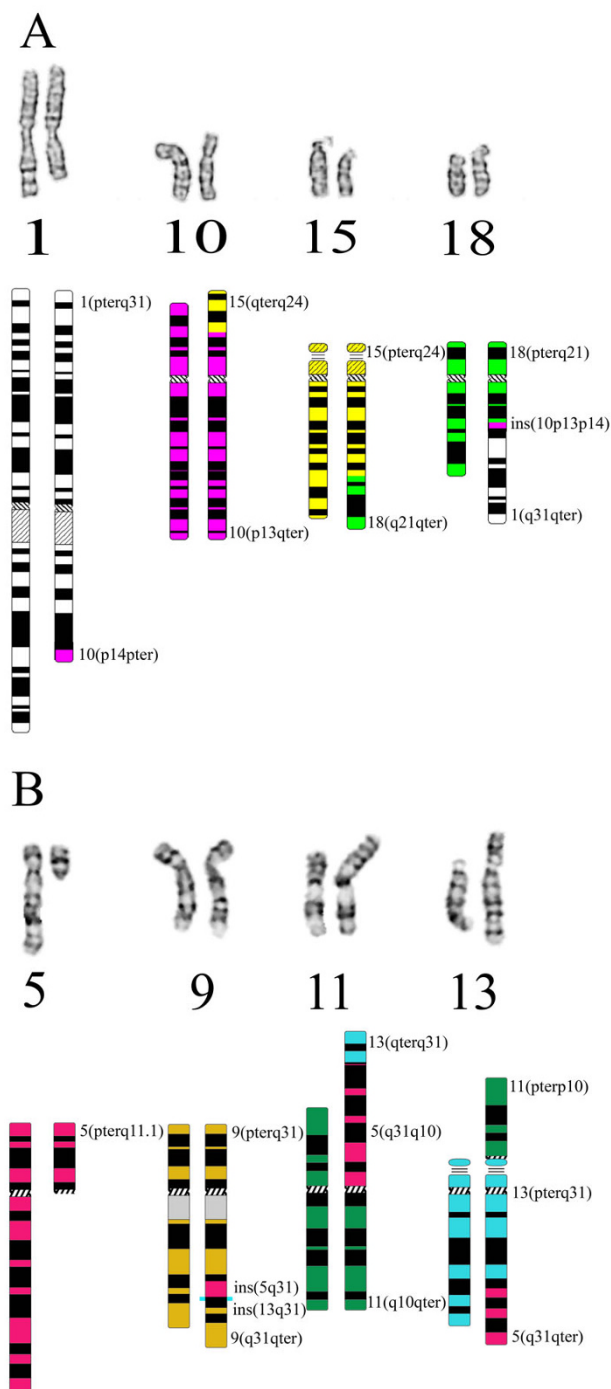 A
1 10 15 18
1(pterq31)
15(qterq24)
15(pterq24)
18(pterq21)
ins(10p13p14)
10(p14pter)
10(p13qter)
18(q21qter)
1(q31qter)
B
5 9 11 13
13(qterq31)
11(pterp10)
5(pterq11.1)
9(pterq31)
5(q31q10)
13(pterq31)
ins(5q31)
ins(13q31)
9(q31qter)
11(q10qter)
5(q31qter)